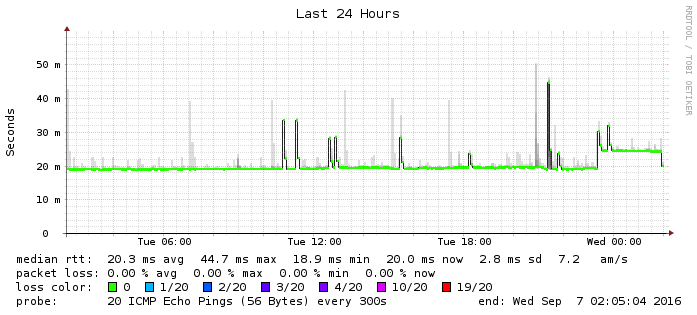 Last 24 Hours
RRDTOOL / TOBI OETIKER
Seconds
50 m
40 m
30 m
20 m
10 m
0
Tue 06:00 Tue 12:00 Tue 18:00 Wed 00:00
median rtt: 20.3 ms avg 44.7 ms max 18.9 ms min 20.0 ms now 2.8 ms sd 7.2 am/s
packet loss: 0.00 % avg 0.00 % max 0.00 % min 0.00 % now
loss color: 0 1/20 2/20 3/20 4/20 10/20 19/20
probe: 20 ICMP Echo Pings (56 Bytes) every 300s end: Wed Sep 7 02:05:04 2016